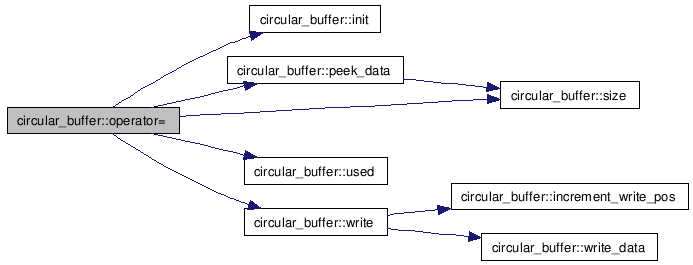 circular_buffer::init
circular_buffer::peek_data
circular_buffer::size
circular_buffer::operator=
circular_buffer::used
circular_buffer::increment_write_pos
circular_buffer::write
circular_buffer::write_data